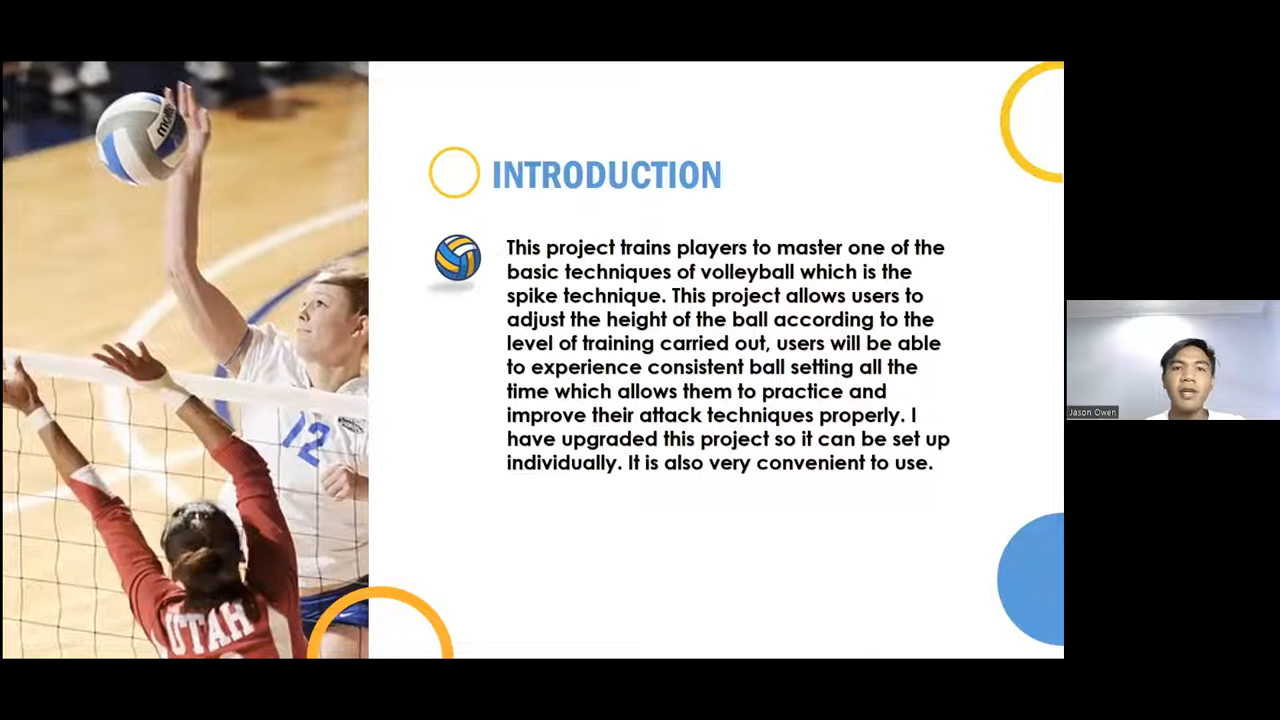 INTRODUCTION
This project trains players to master one of the
basic techniques of volleyball which is the
spike technique. This project allows users to
adjust the height of the ball according to the
level of training carried out, users will be able
to experience consistent ball setting all the
time which allows them to practice and
improve their attack techniques properly. I
have upgraded this project so it can be set up
individually. It is also very convenient to use.
12
UTAH
Jason Owen